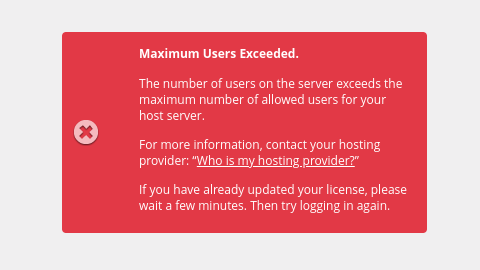 Maximum Users Exceeded.
The number of users on the server exceeds the
maximum number of allowed users for your
host server.
For more information, contact your hosting
provider: “Who is my hosting provider?”
If you have already updated your license, please
wait a few minutes. Then try logging in again.